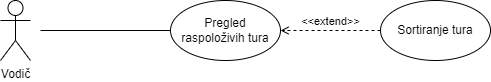 Vodič
Pregled
raspoloživih tura
<<extend>>
Sortiranje tura